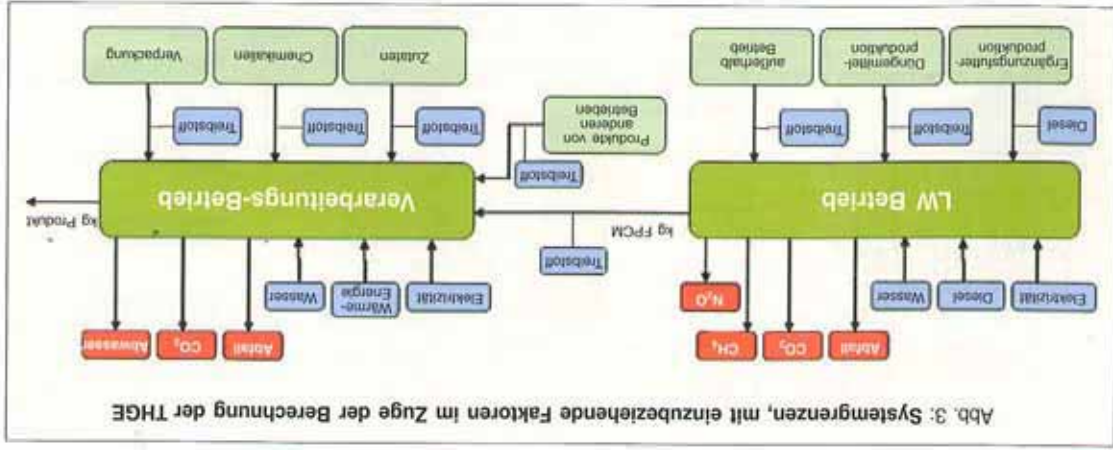 Abb. 3: Systemgrenzen, mit einzubeziehende Faktoren im Zuge der Berechnung der THGE
Abfall
CO₂
CH₄
N₂O
Elektrizität
Diesel
Wasser
LW Betrieb
Diesel
Treibstoff
Treibstoff
Ergänzungsfutter-
produktion
Düngemittel-
produktion
außerhalb
Betrieb
Treibstoff
kg FPCM
Treibstoff
Produkte von
anderen
Betrieben
Abfall
CO₂
Abwasser
Elektrizität
Wärme-
Energie
Wasser
Verarbeitungs-Betrieb
kg Produkt
Treibstoff
Treibstoff
Treibstoff
Zutaten
Chemikalien
Verpackung